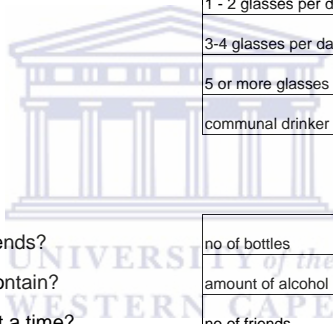 1 - 2 glasses per d
3-4 glasses per da
5 or more glasses
communal drinker
ends?
no of bottles
UNIVERSITY of the
ontain?
amount of alcohol
WESTERN CAPE
t a time?
no of friends